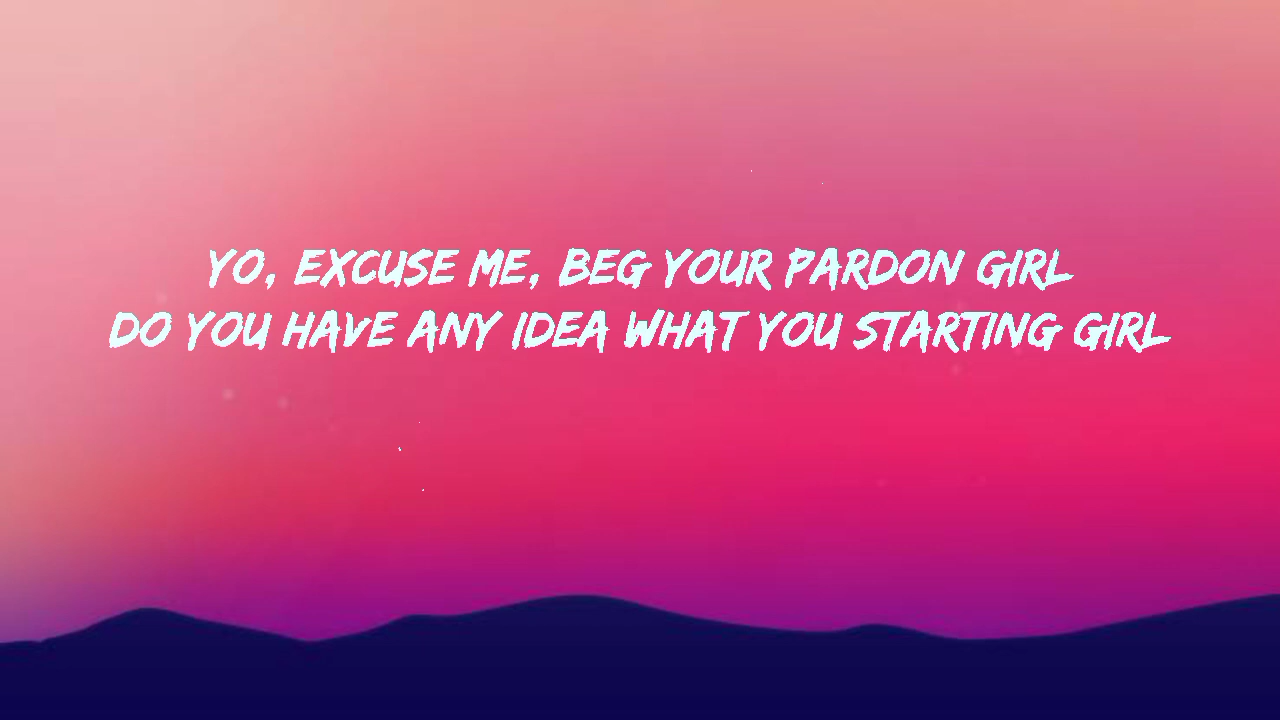 YO, EXCUSE ME, BEG YOUR PARDON GIRL
DO YOU HAVE ANY IDEA WHAT YOU STARTING GIRL